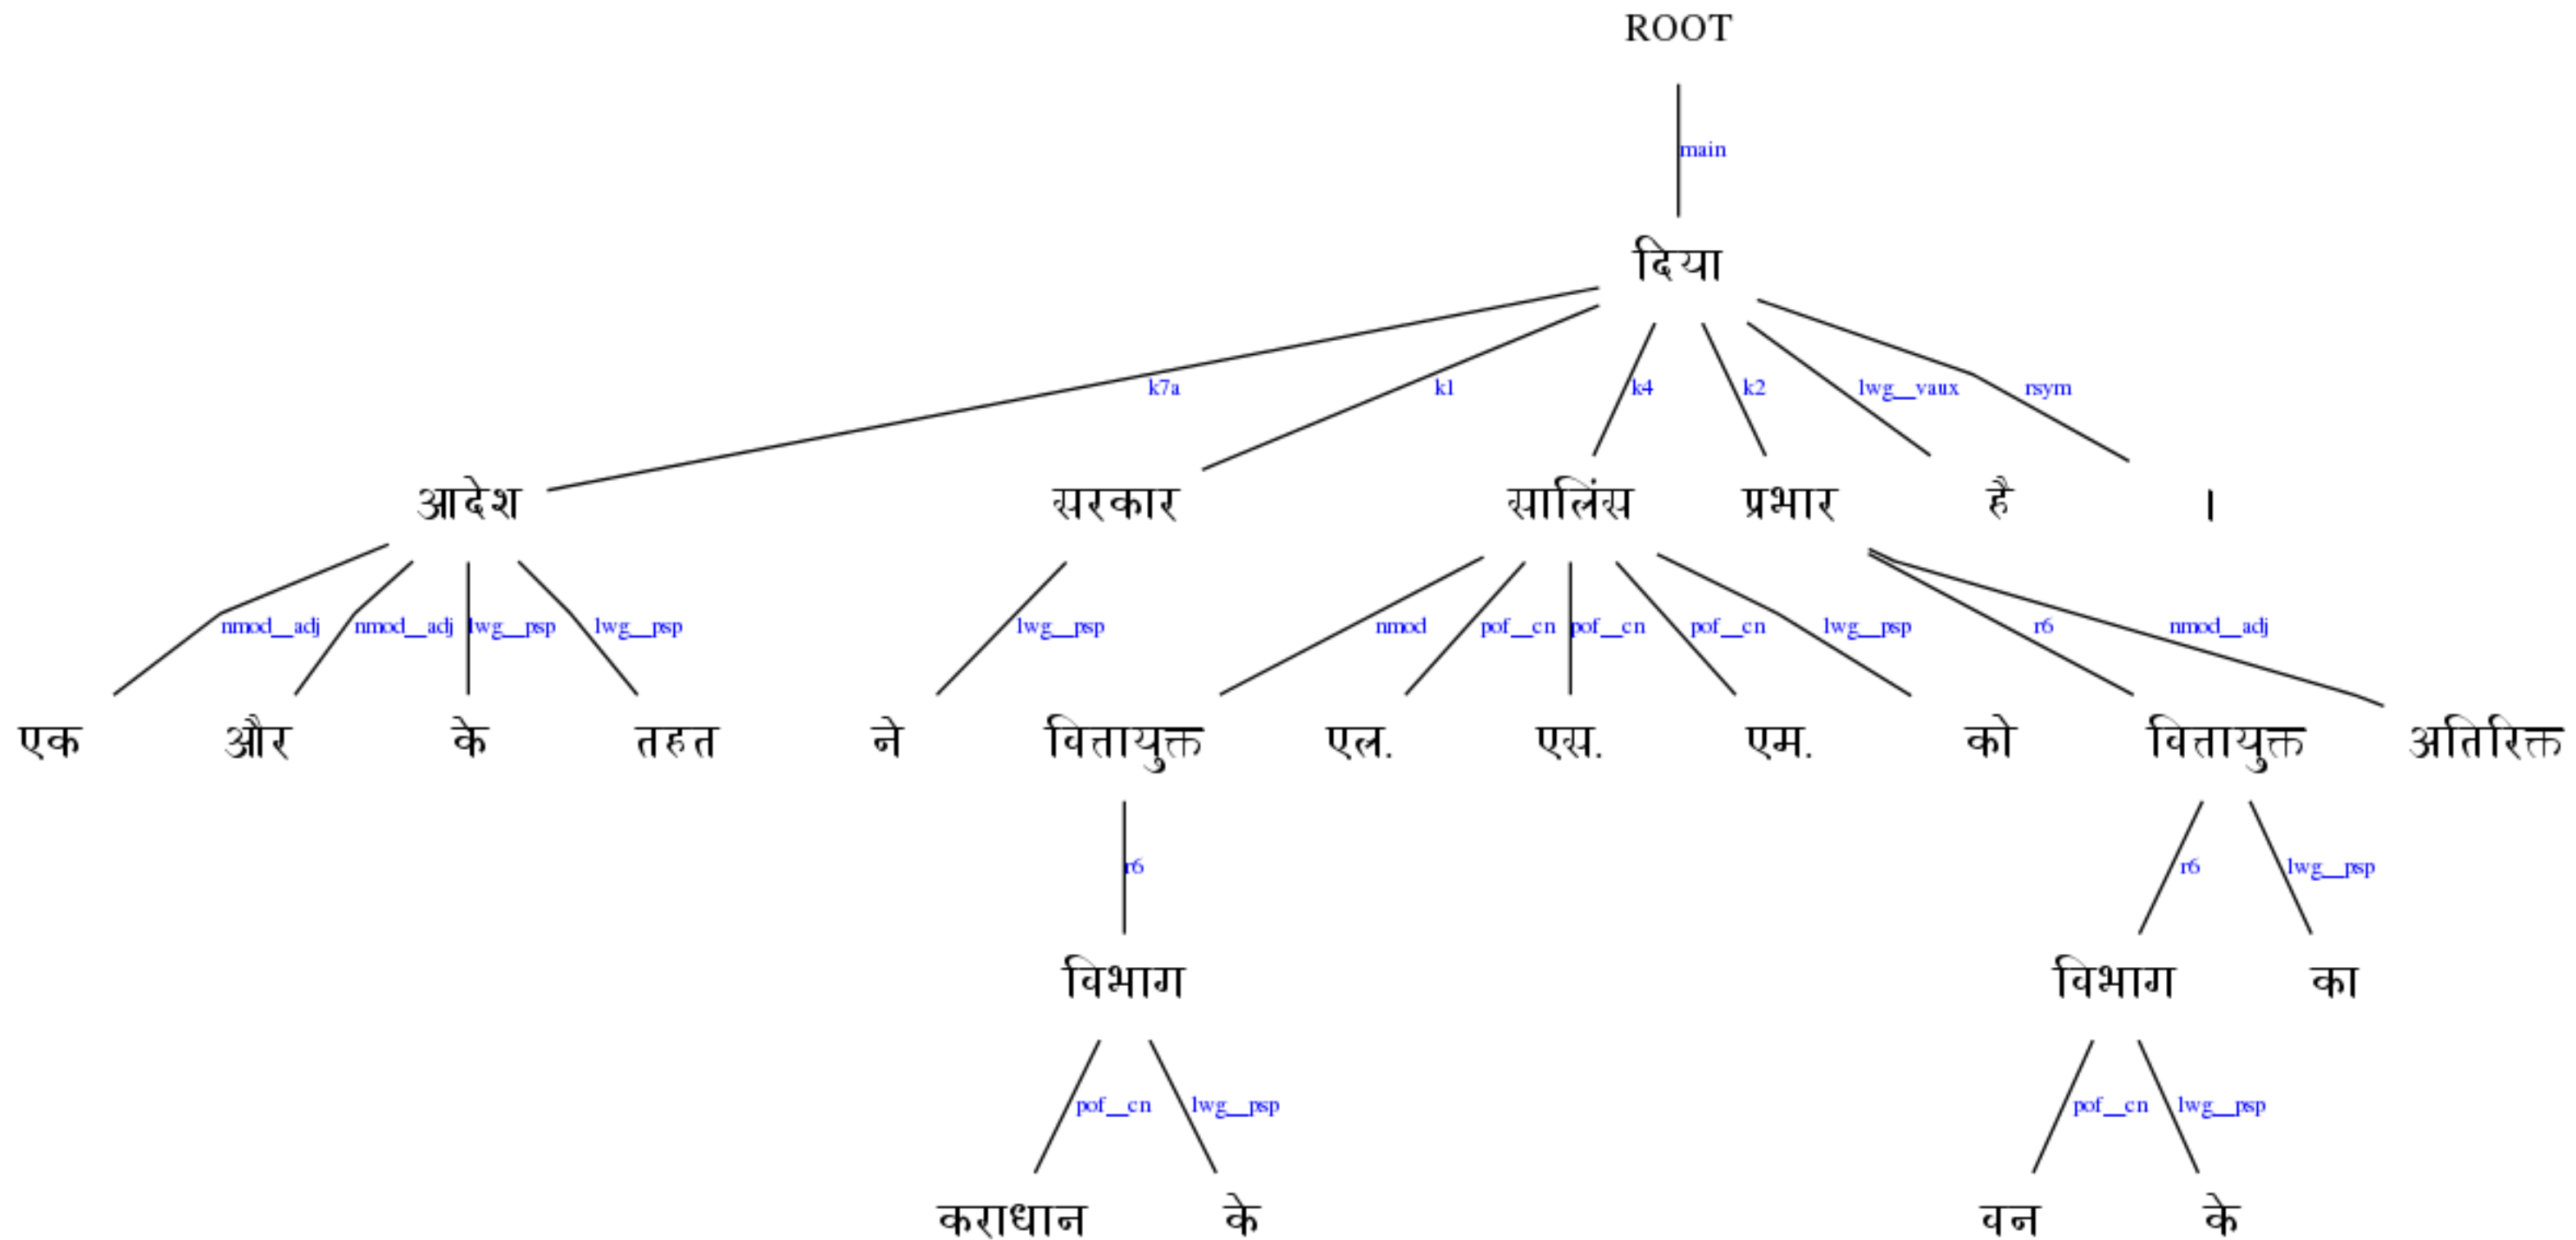 ROOT
main
दिया
k7a k1 k4 k2 lwg__vaux rsym
आदेश सरकार सालिंस प्रभार है ।
nmod__adj nmod__adj lwg__psp lwg__psp lwg__psp nmod pof__cn pof__cn pof__cn lwg__psp r6 nmod__adj
एक और के तहत ने वित्तायुक्त एल. एस. एम. को वित्तायुक्त अतिरिक्त
r6 r6 lwg__psp
विभाग विभाग का
pof__cn lwg__psp pof__cn lwg__psp
कराधान के वन के